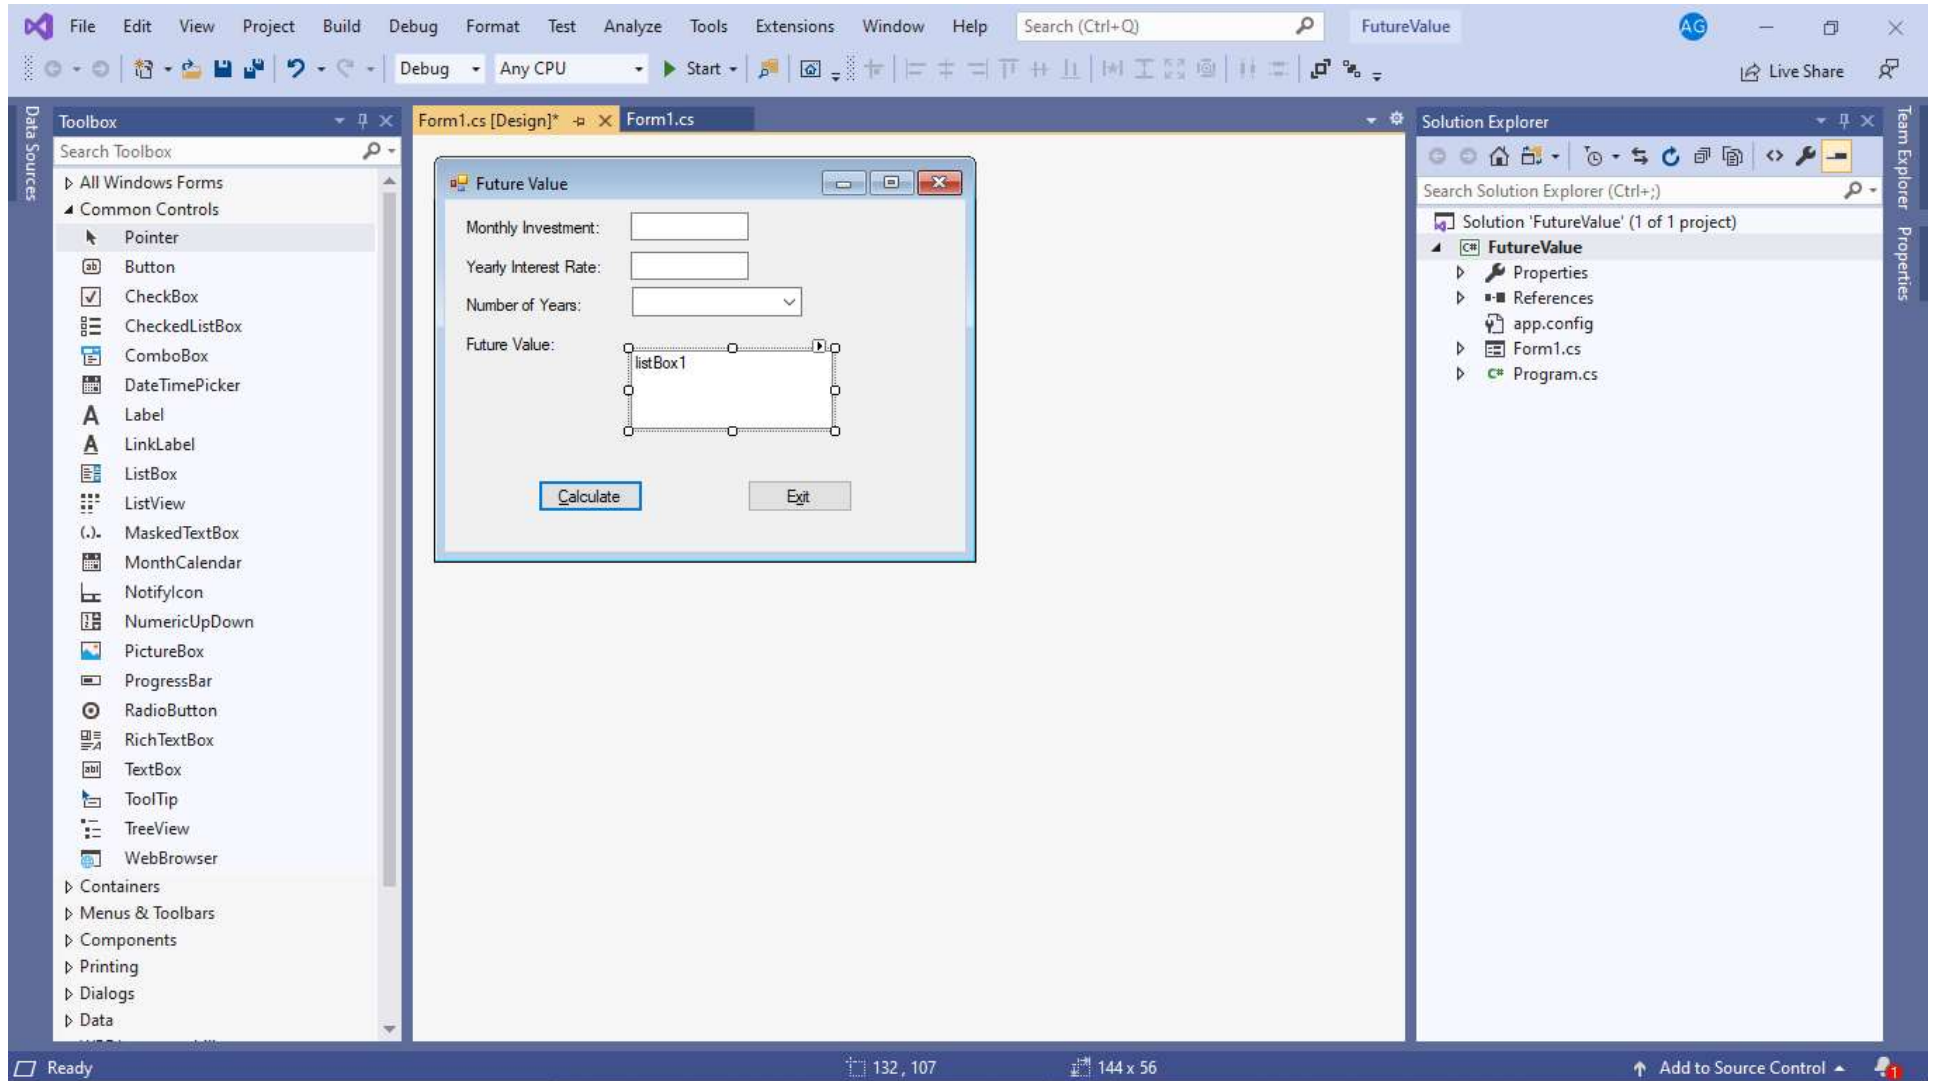 File Edit View Project Build Debug Format Test Analyze Tools Extensions Window Help Search (Ctrl+Q) FutureValue AG
Debug Any CPU Start Live Share
Data Sources
Toolbox
Search Toolbox
All Windows Forms
Common Controls
Pointer
Button
CheckBox
CheckedListBox
ComboBox
DateTimePicker
Label
LinkLabel
ListBox
ListView
MaskedTextBox
MonthCalendar
NotifyIcon
NumericUpDown
PictureBox
ProgressBar
RadioButton
RichTextBox
TextBox
ToolTip
TreeView
WebBrowser
Containers
Menus & Toolbars
Components
Printing
Dialogs
Data
Form1.cs [Design]* Form1.cs
Future Value
Monthly Investment:
Yearly Interest Rate:
Number of Years:
Future Value:
listBox1
Calculate Exit
Solution Explorer
Search Solution Explorer (Ctrl+;)
Solution 'FutureValue' (1 of 1 project)
C# FutureValue
Properties
References
app.config
Form1.cs
C# Program.cs
Team Explorer
Properties
Ready 132 , 107 144 x 56 Add to Source Control 1